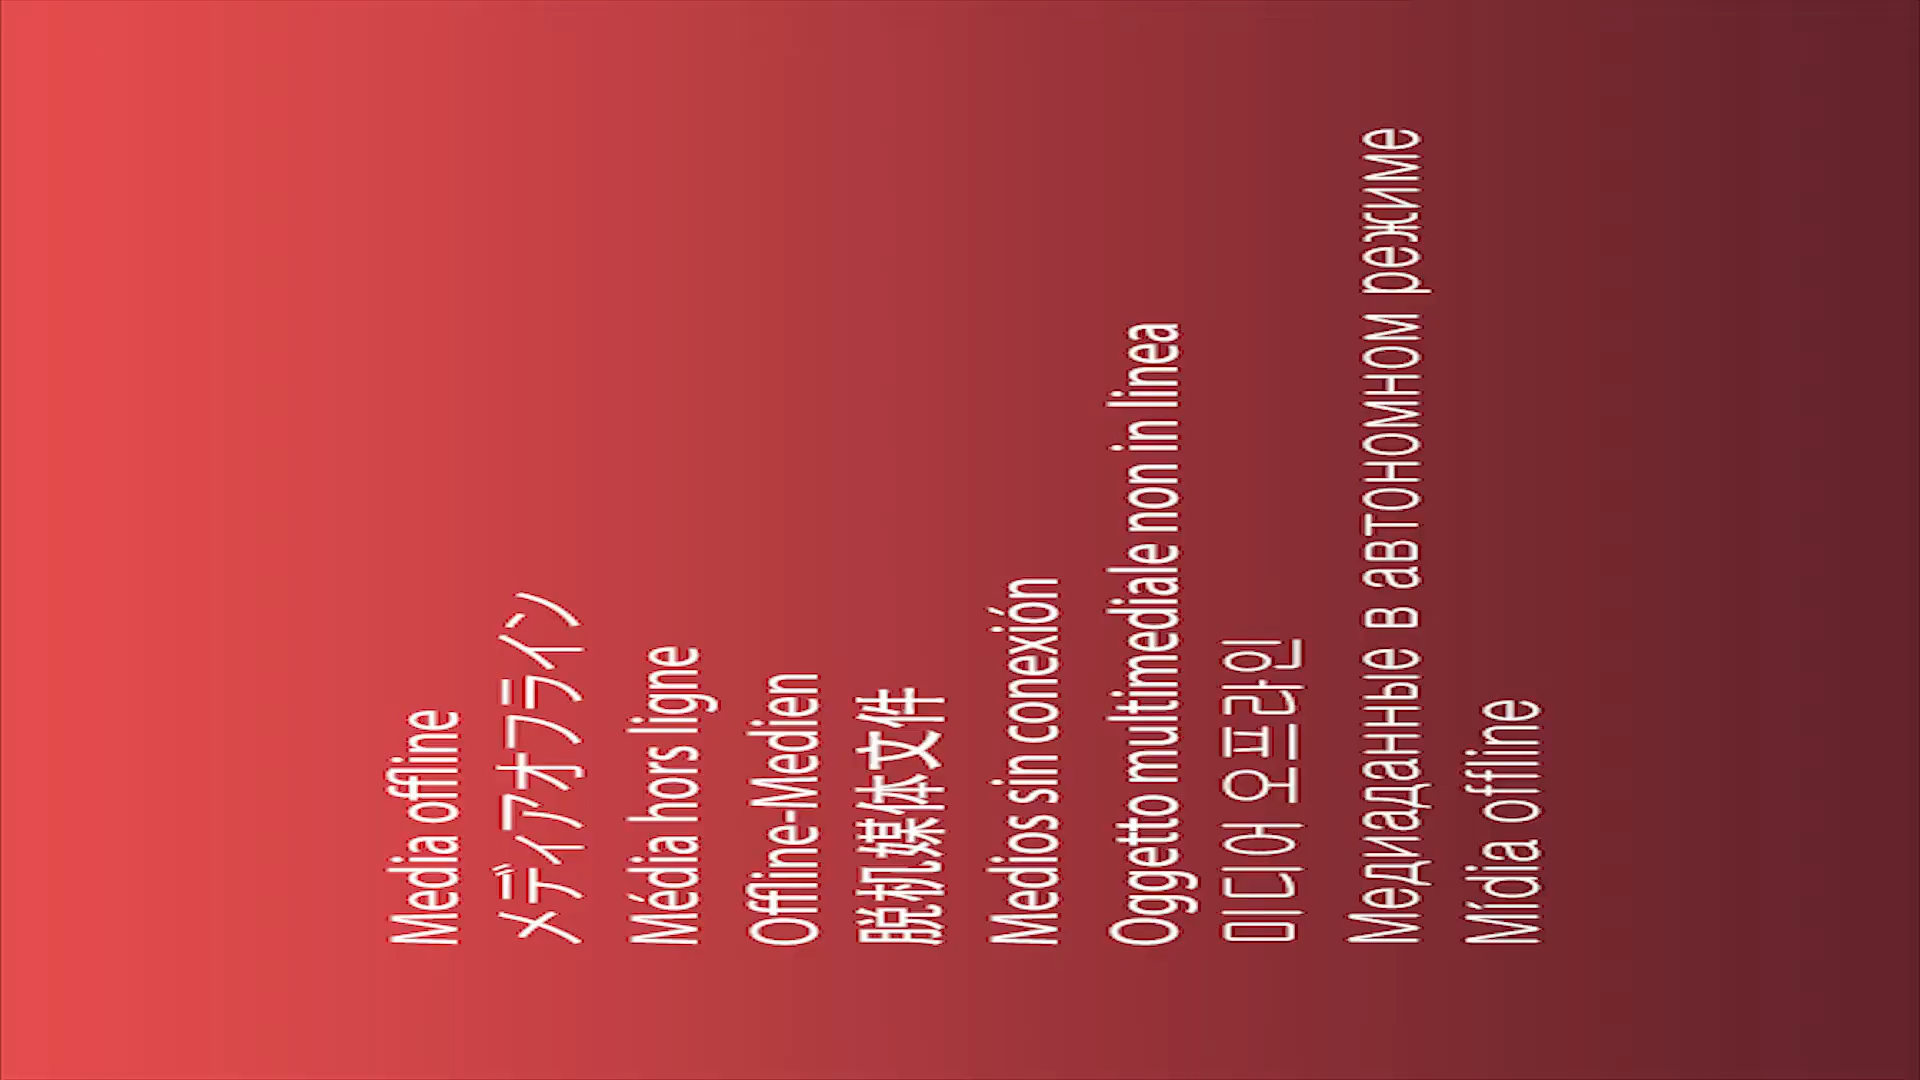 Media offline
メディアオフライン
Média hors ligne
Offline-Medien
脱机媒体文件
Medios sin conexión
Oggetto multimediale non in linea
미디어 오프라인
Медиаданные в автономном режиме
Mídia offline